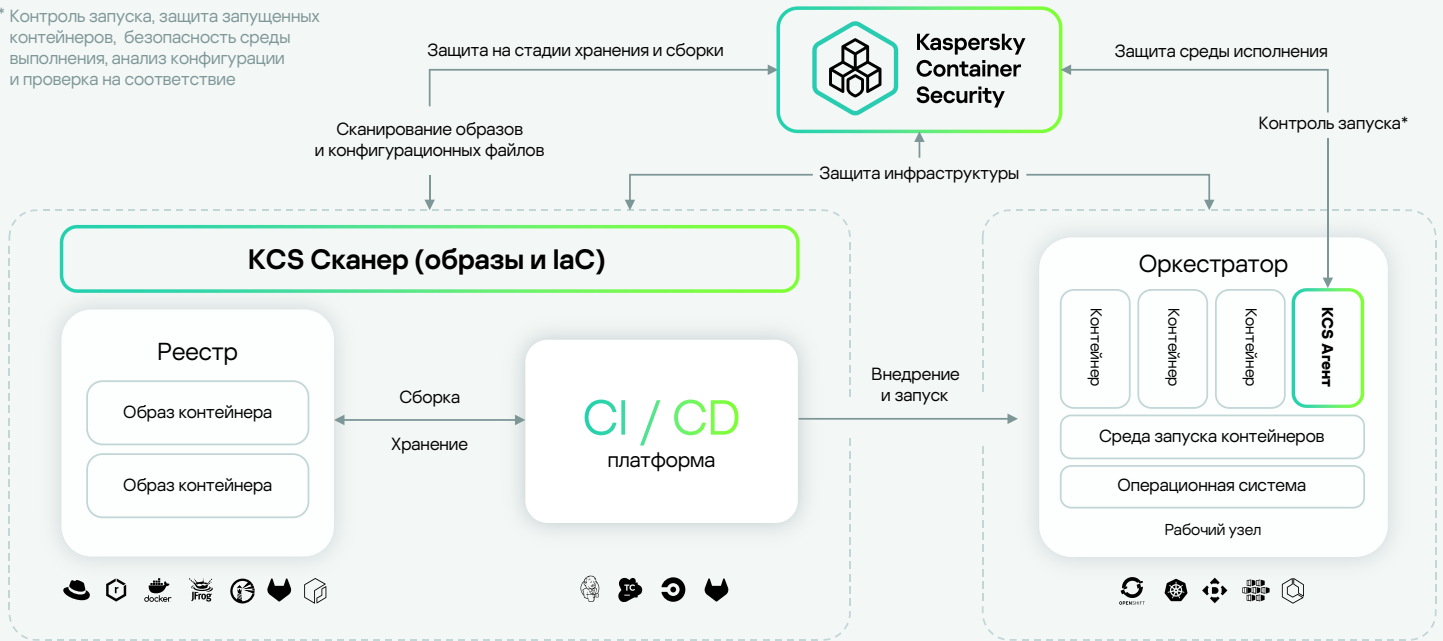 * Контроль запуска, защита запущенных
контейнеров, безопасность среды
выполнения, анализ конфигурации
и проверка на соответствие
Защита на стадии хранения и сборки
Kaspersky
Container
Security
Защита среды исполнения
Сканирование образов
и конфигурационных файлов
Контроль запуска*
Защита инфраструктуры
KCS Сканер (образы и IaC)
Реестр
Образ контейнера
Образ контейнера
Сборка
Хранение
CI / CD
платформа
Внедрение
и запуск
Оркестратор
Контейнер
Контейнер
Контейнер
KCS Агент
Среда запуска контейнеров
Операционная система
Рабочий узел
r
docker
JFrog
TC
OPENSHIFT